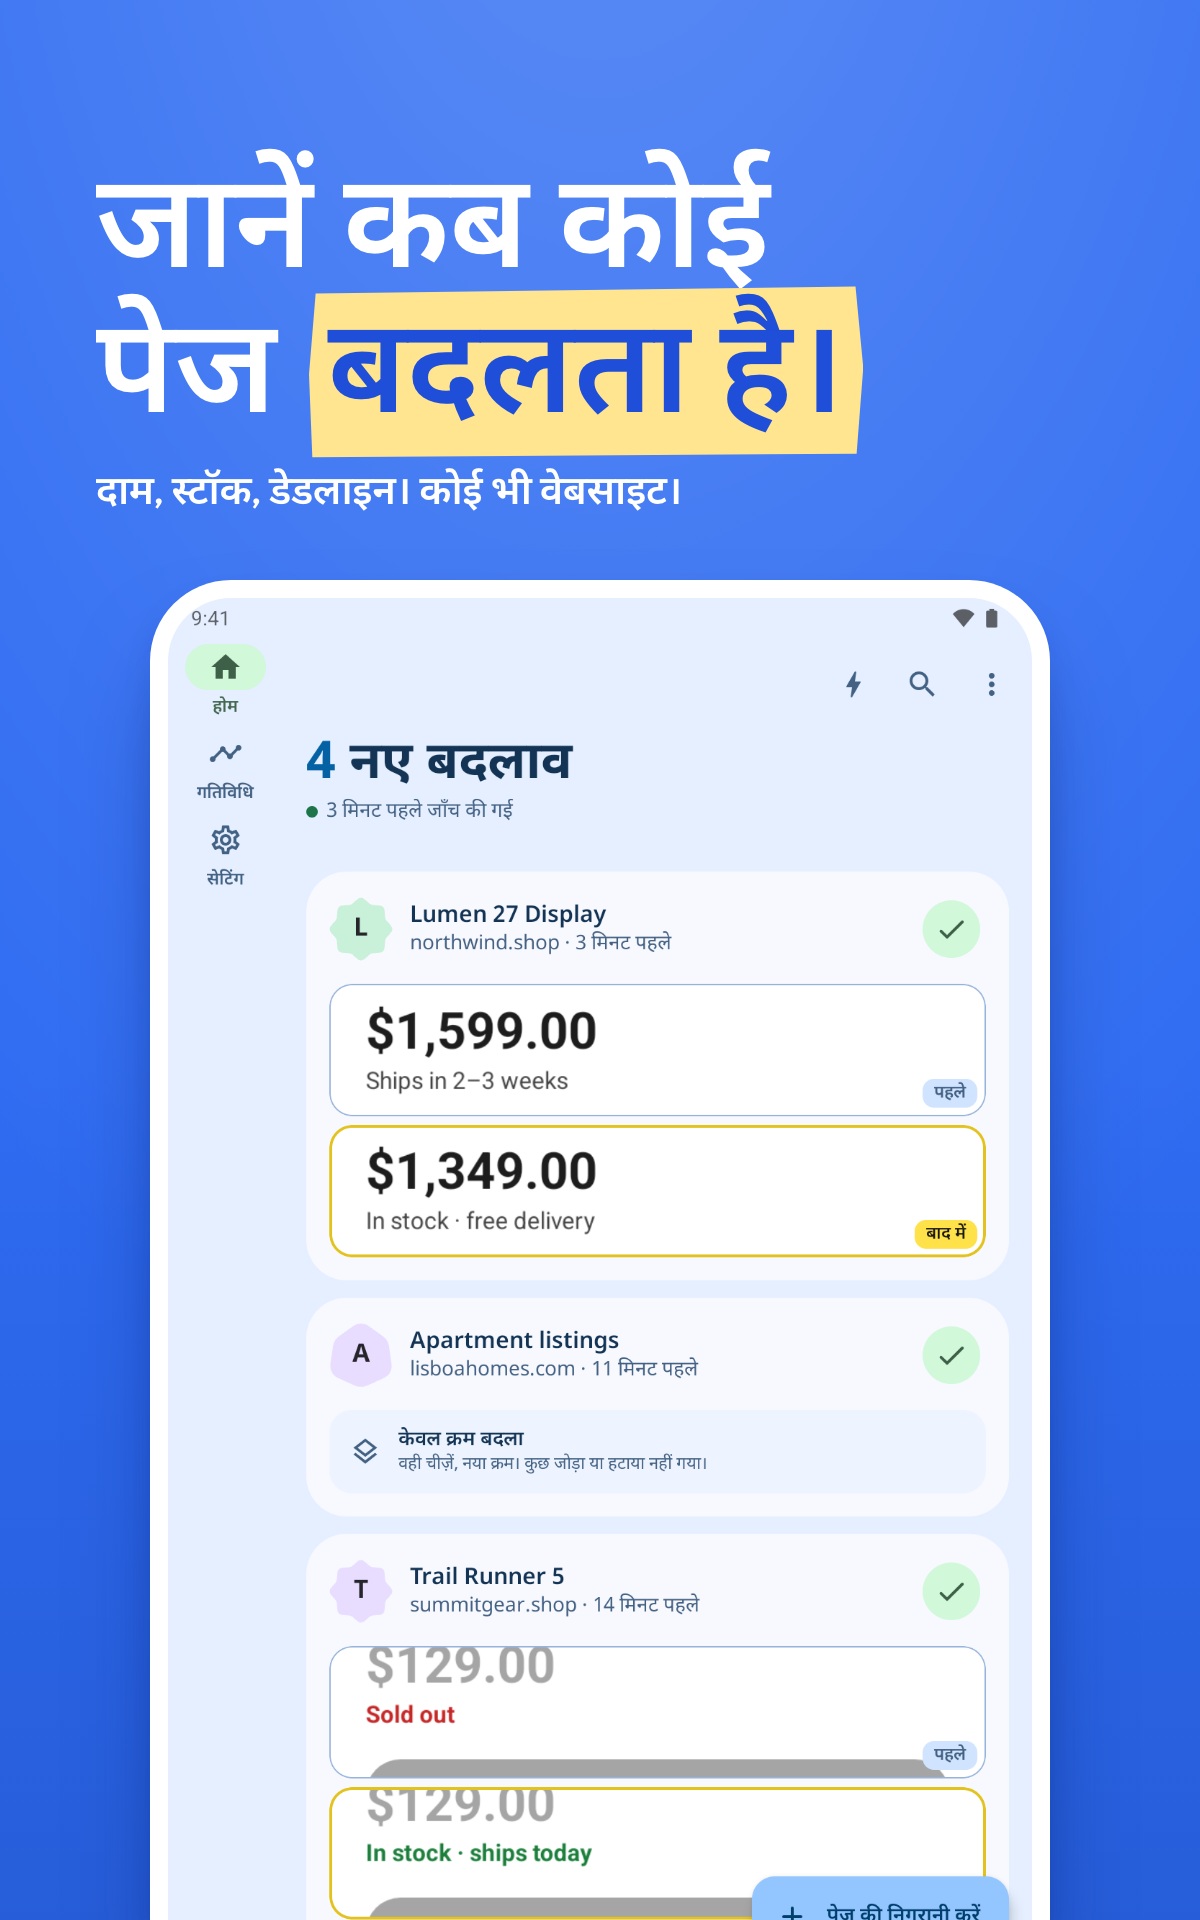 जानें कब कोई
पेज बदलता है।
दाम, स्टॉक, डेडलाइन। कोई भी वेबसाइट।
9:41
होम
गतिविधि
सेटिंग
4 नए बदलाव
3 मिनट पहले जाँच की गई
L
Lumen 27 Display
northwind.shop · 3 मिनट पहले
$1,599.00
Ships in 2–3 weeks
पहले
$1,349.00
In stock · free delivery
बाद में
A
Apartment listings
lisboahomes.com · 11 मिनट पहले
केवल क्रम बदला
वही चीज़ें, नया क्रम। कुछ जोड़ा या हटाया नहीं गया।
T
Trail Runner 5
summitgear.shop · 14 मिनट पहले
$129.00
Sold out
पहले
$129.00
In stock · ships today
पेज की निगरानी करें